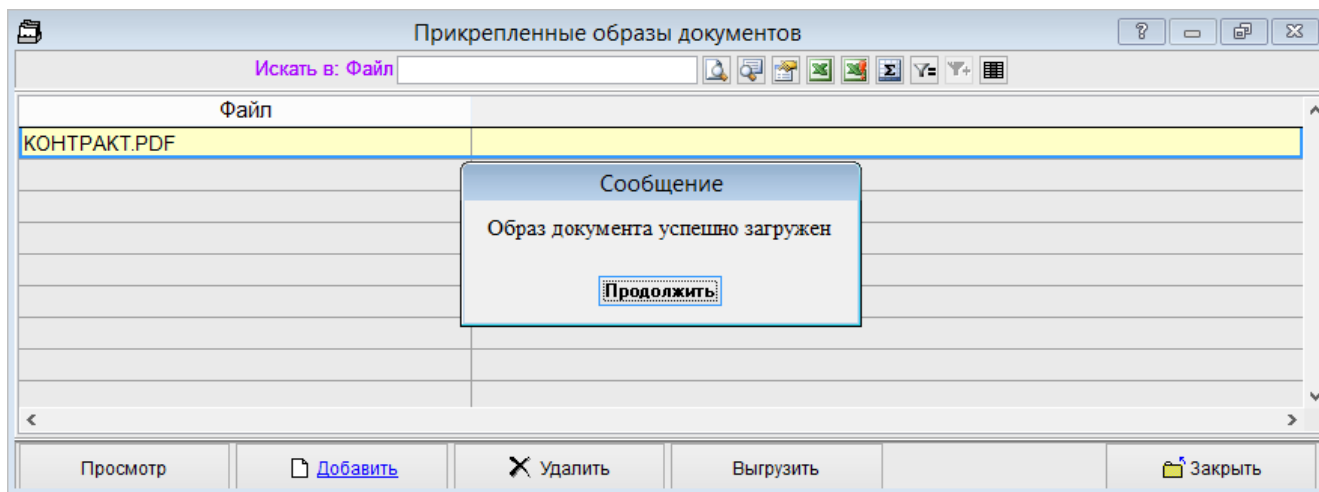 Прикрепленные образы документов
Искать в: Файл
Файл
КОНТРАКТ.PDF
Сообщение
Образ документа успешно загружен
Продолжить
Просмотр Добавить Удалить Выгрузить Закрыть